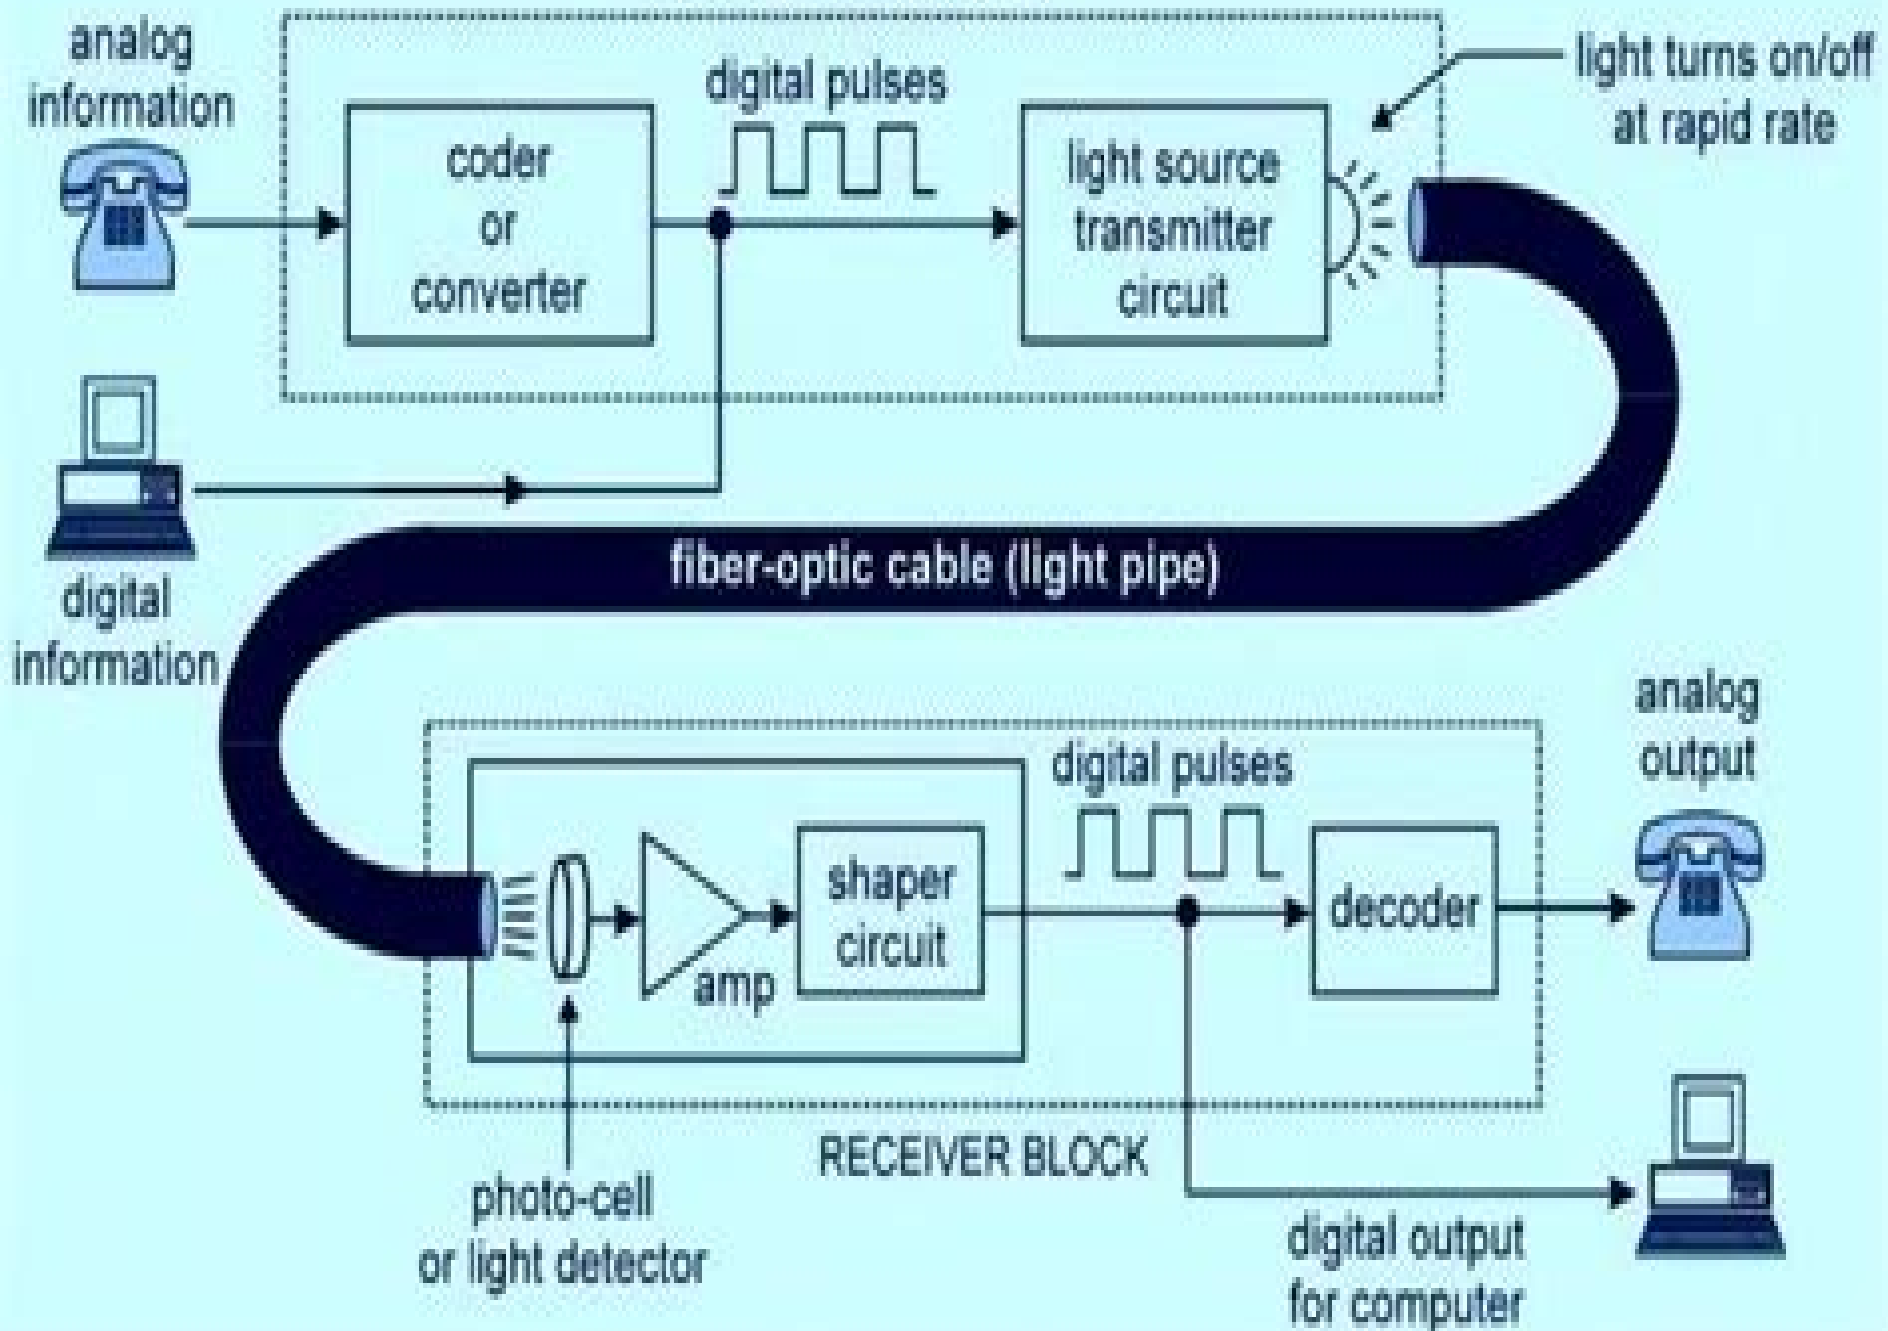 analog
information
coder
or
converter
digital pulses
light source
transmitter
circuit
light turns on/off
at rapid rate
digital
information
fiber-optic cable (light pipe)
photo-cell
or light detector
amp
shaper
circuit
digital pulses
decoder
RECEIVER BLOCK
analog
output
digital output
for computer